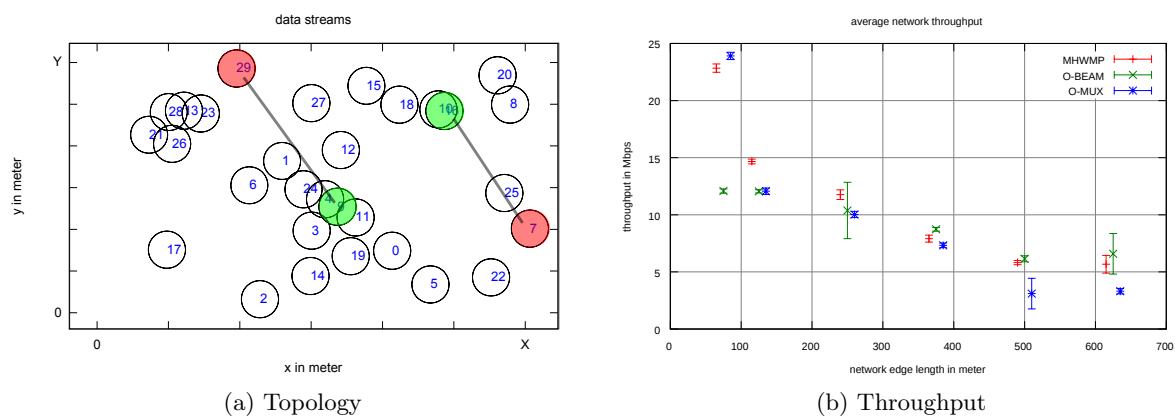 data streams
Y
y in meter
0
0
X
x in meter
29
15
20
27
18
10
16
8
28
13
23
21
26
12
1
6
24
4
9
25
11
3
7
17
19
0
14
5
22
2
(a) Topology
average network throughput
25
20
15
10
5
0
throughput in Mbps
MHWMP
O-BEAM
O-MUX
0 100 200 300 400 500 600 700
network edge length in meter
(b) Throughput